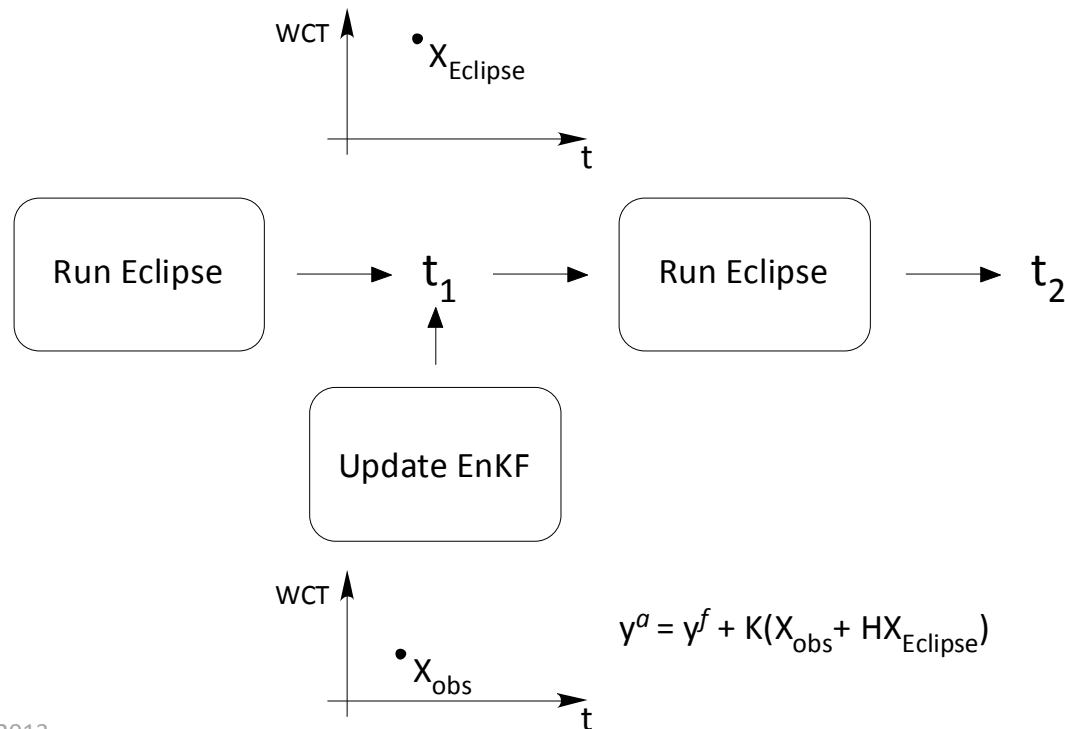 WCT
X_Eclipse
t
Run Eclipse
t_1
Run Eclipse
t_2
Update EnKF
WCT
X_obs
t
y^a = y^f + K(X_obs + HX_Eclipse)